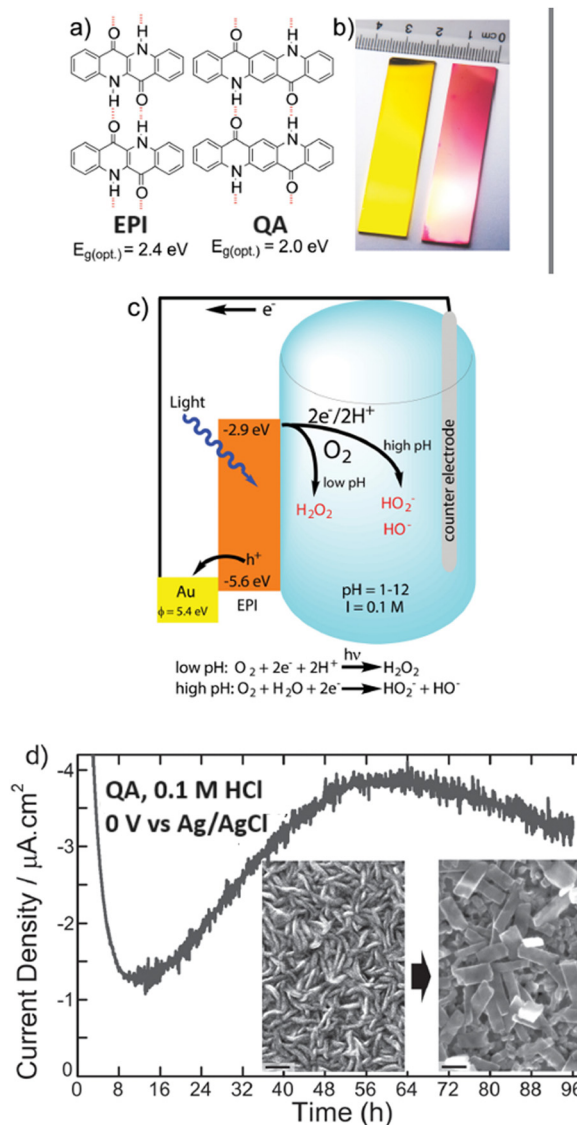 a)
O H
N
N O
H
O H
N
N O
H
EPI
E g(opt.) = 2.4 eV
O H
N
N O
H
O H
N
N O
H
QA
E g(opt.) = 2.0 eV
b)
4 3 2 1 0 cm
c)
e⁻
Light
-2.9 eV
2e⁻/2H⁺
O₂
high pH
low pH
H₂O₂
HO₂⁻
HO⁻
counter electrode
h⁺
-5.6 eV
Au
ϕ = 5.4 eV
EPI
pH = 1-12
I = 0.1 M
hν
low pH: O₂ + 2e⁻ + 2H⁺ → H₂O₂
high pH: O₂ + H₂O + 2e⁻ → HO₂⁻ + HO⁻
d)
QA, 0.1 M HCl
0 V vs Ag/AgCl
Current Density / µA.cm²
-4
-3
-2
-1
0
0 8 16 24 32 40 48 56 64 72 80 88 96
Time (h)